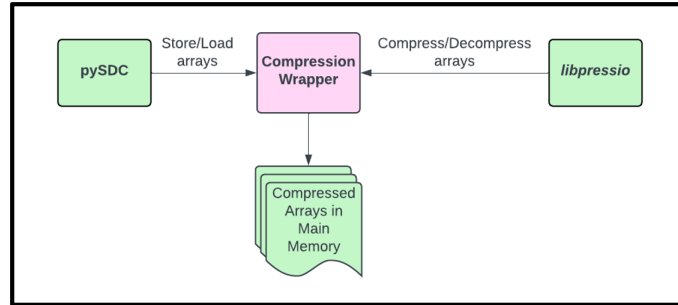 pySDC
Store/Load
arrays
Compression
Wrapper
Compress/Decompress
arrays
libpressio
Compressed
Arrays in
Main
Memory